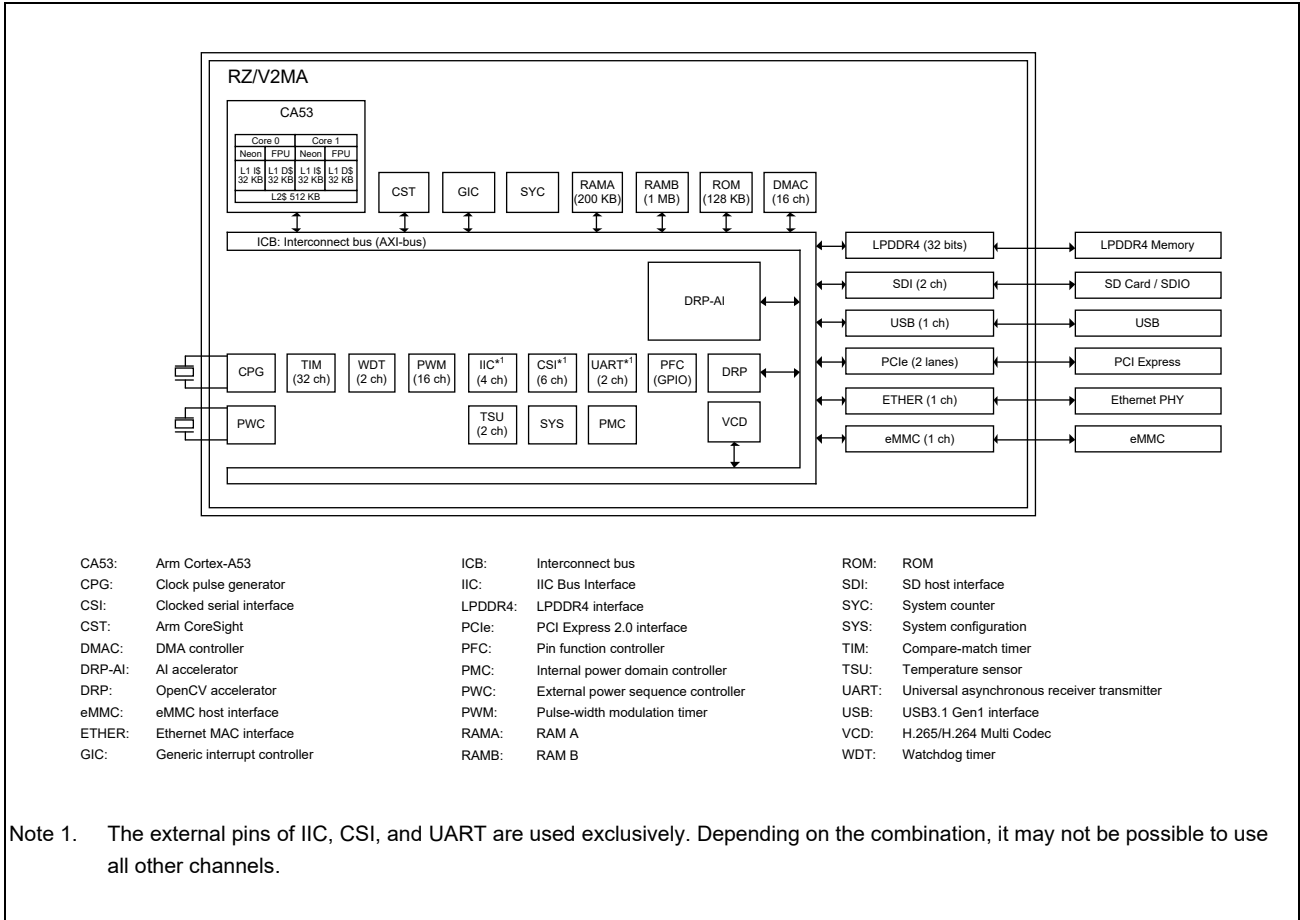 RZ/V2MA
CA53
Core 0 Core 1
Neon FPU Neon FPU
L1 I$ L1 D$ L1 I$ L1 D$
32 KB 32 KB 32 KB 32 KB
L2$ 512 KB
CST GIC SYC RAMA RAMB ROM DMAC
(200 KB) (1 MB) (128 KB) (16 ch)
ICB: Interconnect bus (AXI-bus)
LPDDR4 (32 bits) LPDDR4 Memory
SDI (2 ch) SD Card / SDIO
DRP-AI
USB (1 ch) USB
PCIe (2 lanes) PCI Express
CPG TIM WDT PWM IIC*1 CSI*1 UART*1 PFC DRP
(32 ch) (2 ch) (16 ch) (4 ch) (6 ch) (2 ch) (GPIO)
ETHER (1 ch) Ethernet PHY
PWC TSU SYS PMC VCD
(2 ch)
eMMC (1 ch) eMMC
CA53: Arm Cortex-A53
CPG: Clock pulse generator
CSI: Clocked serial interface
CST: Arm CoreSight
DMAC: DMA controller
DRP-AI: AI accelerator
DRP: OpenCV accelerator
eMMC: eMMC host interface
ETHER: Ethernet MAC interface
GIC: Generic interrupt controller
ICB: Interconnect bus
IIC: IIC Bus Interface
LPDDR4: LPDDR4 interface
PCIe: PCI Express 2.0 interface
PFC: Pin function controller
PMC: Internal power domain controller
PWC: External power sequence controller
PWM: Pulse-width modulation timer
RAMA: RAM A
RAMB: RAM B
ROM: ROM
SDI: SD host interface
SYC: System counter
SYS: System configuration
TIM: Compare-match timer
TSU: Temperature sensor
UART: Universal asynchronous receiver transmitter
USB: USB3.1 Gen1 interface
VCD: H.265/H.264 Multi Codec
WDT: Watchdog timer
Note 1. The external pins of IIC, CSI, and UART are used exclusively. Depending on the combination, it may not be possible to use
all other channels.